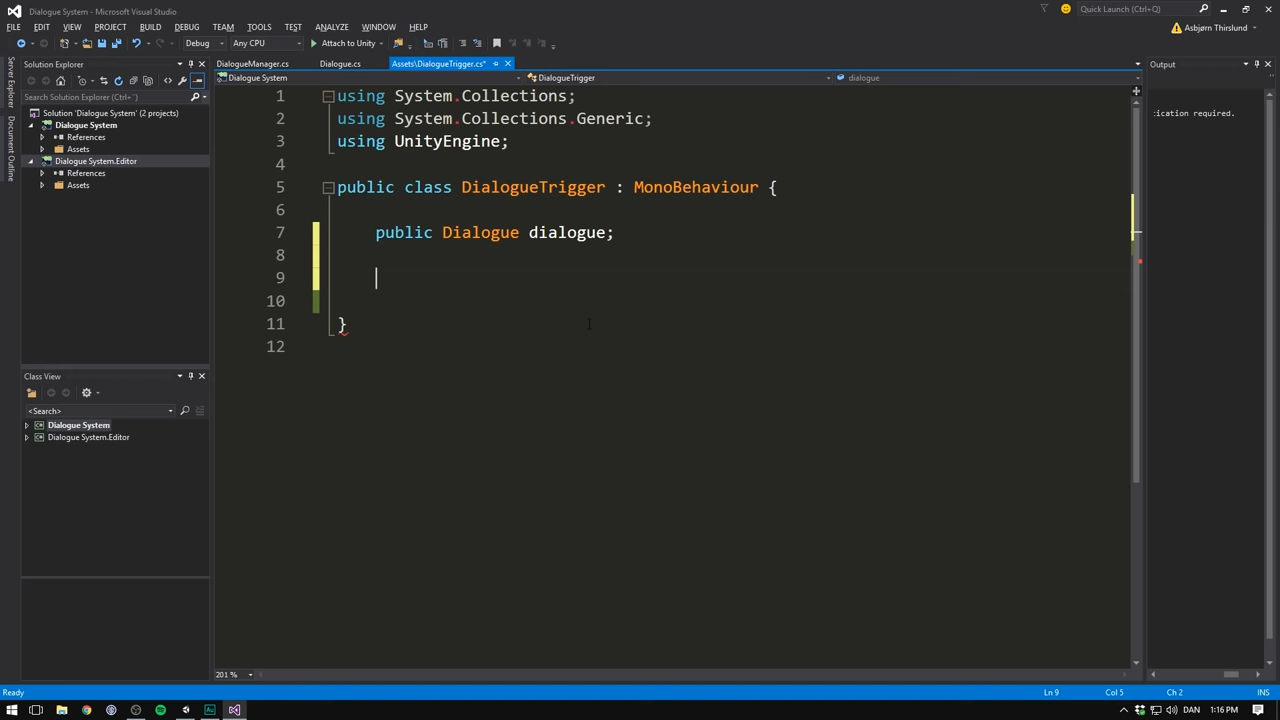 Dialogue System - Microsoft Visual Studio
Quick Launch (Ctrl+Q)
FILE EDIT VIEW PROJECT BUILD DEBUG TEAM TOOLS TEST ANALYZE WINDOW HELP
Asbjørn Thirslund
Debug Any CPU Attach to Unity
Server Explorer
Document Outline
Solution Explorer
Search Solution Explorer (Ctrl+')
Solution 'Dialogue System' (2 projects)
Dialogue System
References
Assets
Dialogue System.Editor
References
Assets
Class View
<Search>
Dialogue System
Dialogue System.Editor
DialogueManager.cs Dialogue.cs Assets\DialogueTrigger.cs*
Dialogue System DialogueTrigger dialogue
1 using System.Collections;
2 using System.Collections.Generic;
3 using UnityEngine;
4
5 public class DialogueTrigger : MonoBehaviour {
6
7 public Dialogue dialogue;
8
9
10
11 }
12
201 %
Output
ication required.
Ready Ln 9 Col 5 Ch 2 INS
DAN 1:16 PM